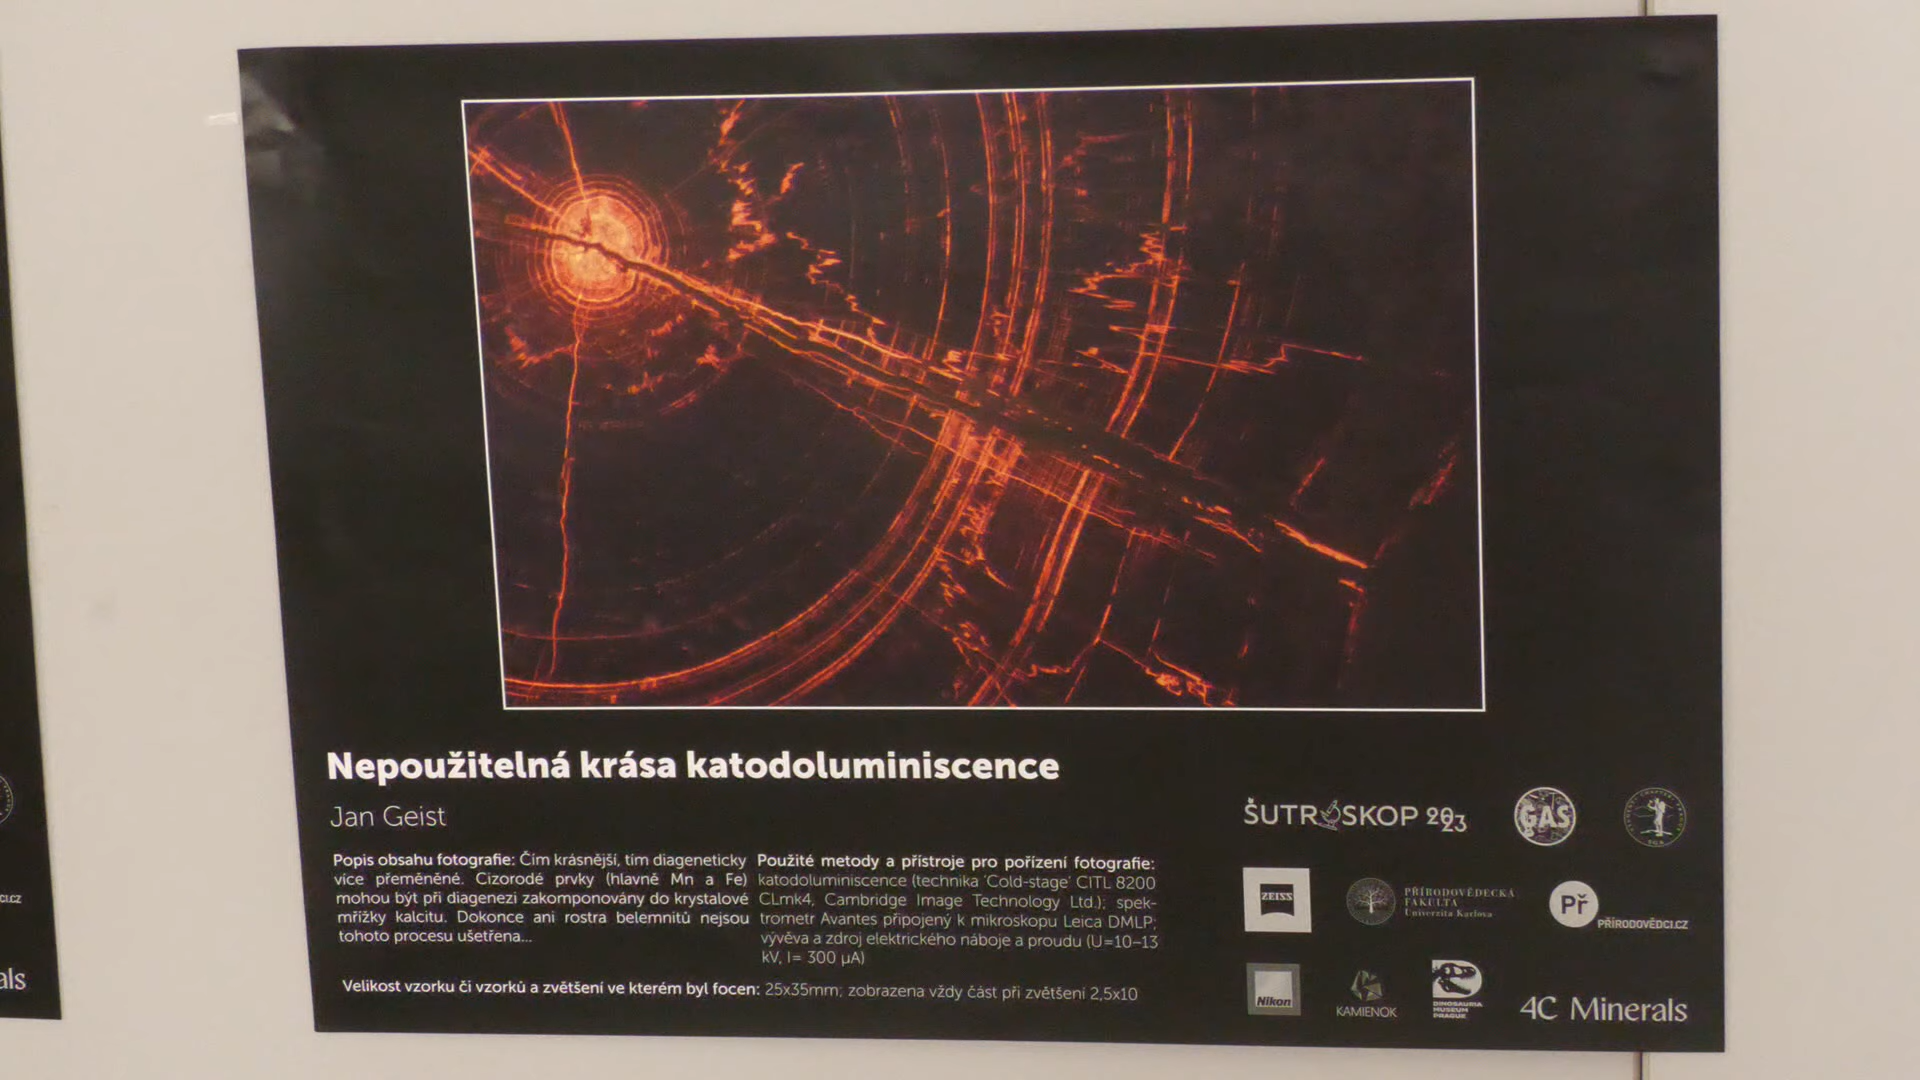 Nepoužitelná krása katodoluminiscence
Jan Geist
Popis obsahu fotografie: Čím krásnější, tím diageneticky
více přeměněné. Cizorodé prvky (hlavně Mn a Fe)
mohou být při diagenezi zakomponovány do krystalové
mřížky kalcitu. Dokonce ani rostra belemnitů nejsou
tohoto procesu ušetřena...
Použité metody a přístroje pro pořízení fotografie:
katodoluminiscence (technika 'Cold-stage' CITL 8200
CLmk4, Cambridge Image Technology Ltd.); spek-
trometr Avantes připojený k mikroskopu Leica DMLP;
vývěva a zdroj elektrického náboje a proudu (U=10–13
kV, I= 300 µA)
Velikost vzorku či vzorků a zvětšení ve kterém byl focen: 25x35mm; zobrazena vždy část při zvětšení 2,5x10
ŠUTROSKOP 2023
GAS
ZEISS
PŘÍRODOVĚDECKÁ
FAKULTA
Univerzita Karlova
Př
PŘÍRODOVĚDCI.CZ
Nikon
KAMIENOK
DINOSAURIA
MUSEUM
PRAGUE
4C Minerals
CI.CZ
als